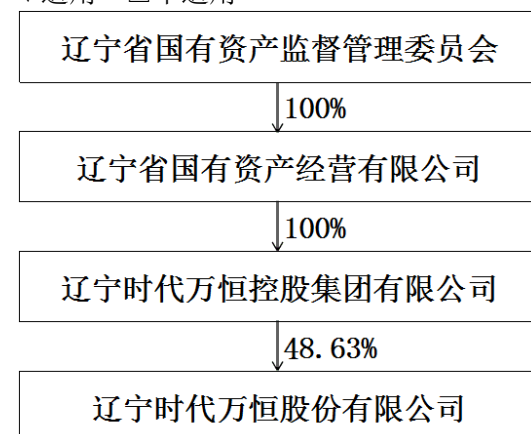 辽宁省国有资产监督管理委员会
100%
辽宁省国有资产经营有限公司
100%
辽宁时代万恒控股集团有限公司
48.63%
辽宁时代万恒股份有限公司